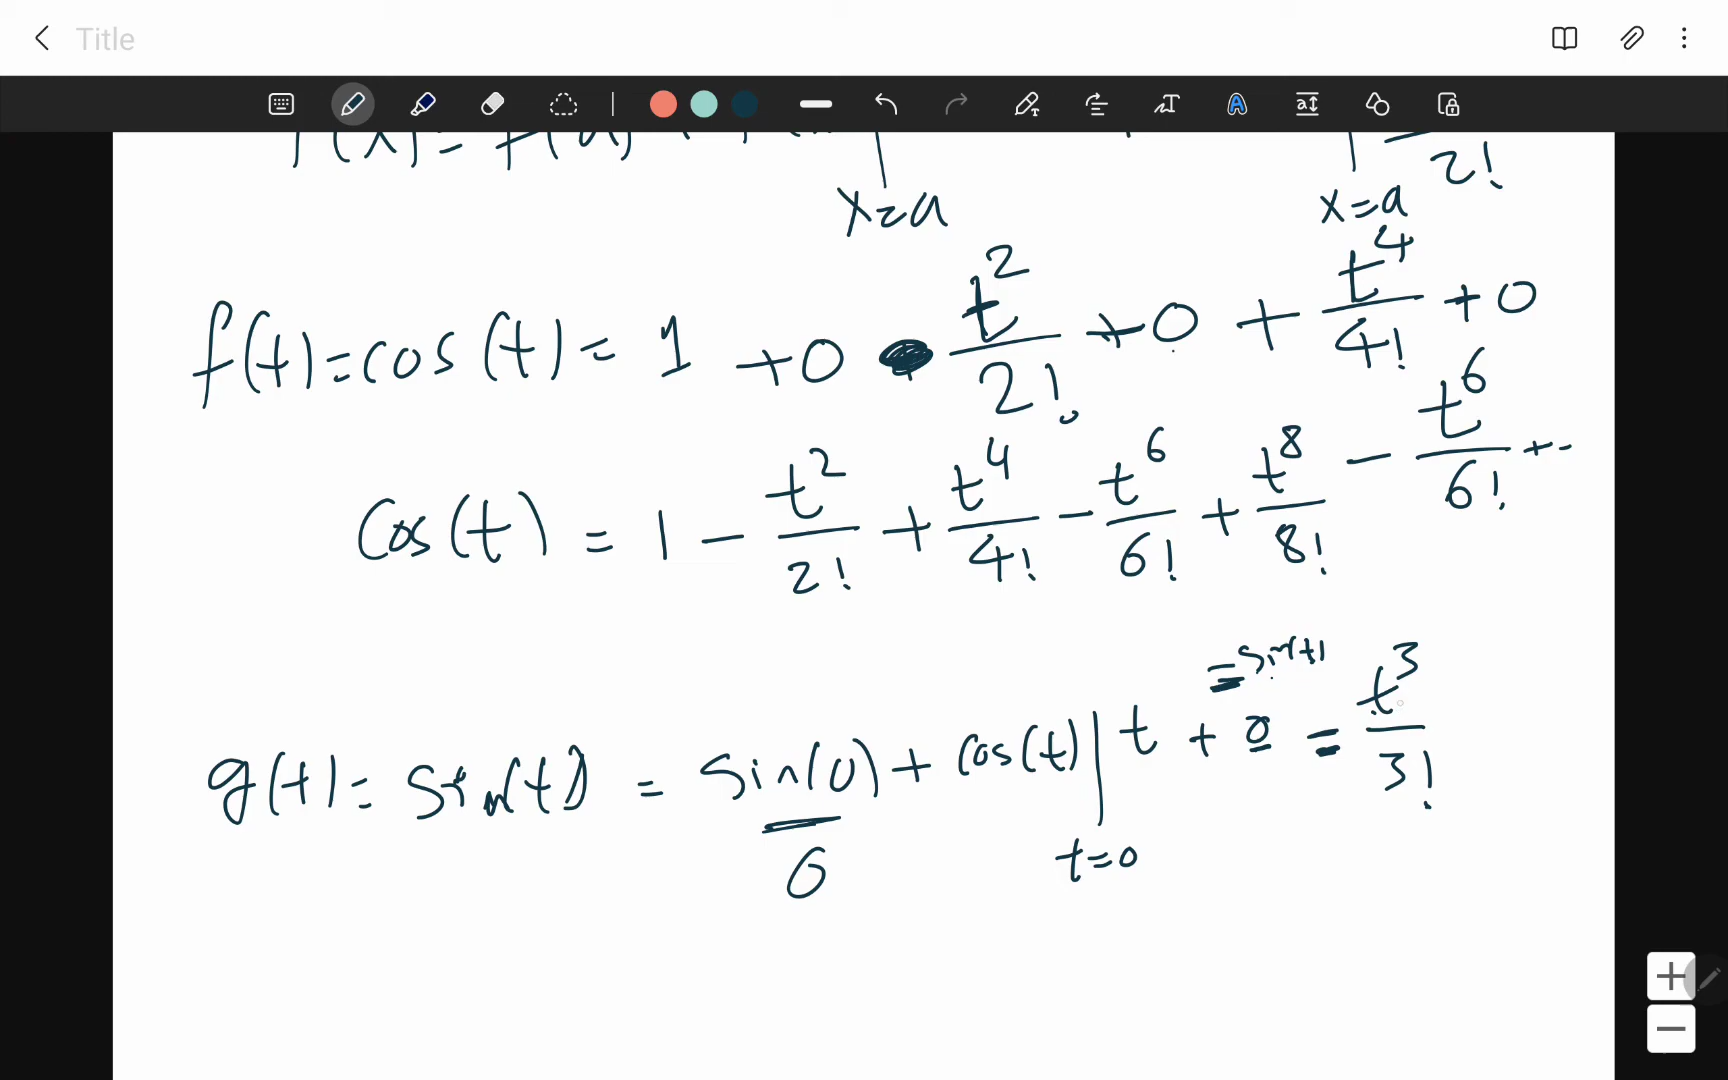 Title
f(x) = f(a)
2!
x=a x=a
f(t)=cos(t)= 1 +0 - t^2/2! +0 + t^4/4! +0
cos(t) = 1 - t^2/2! + t^4/4! - t^6/6! + t^8/8! - t^6/6! + --
=sin(t)
g(t)= sin(t) = sin(0) + cos(t)| t + 0 = t^3/3!
0 t=0